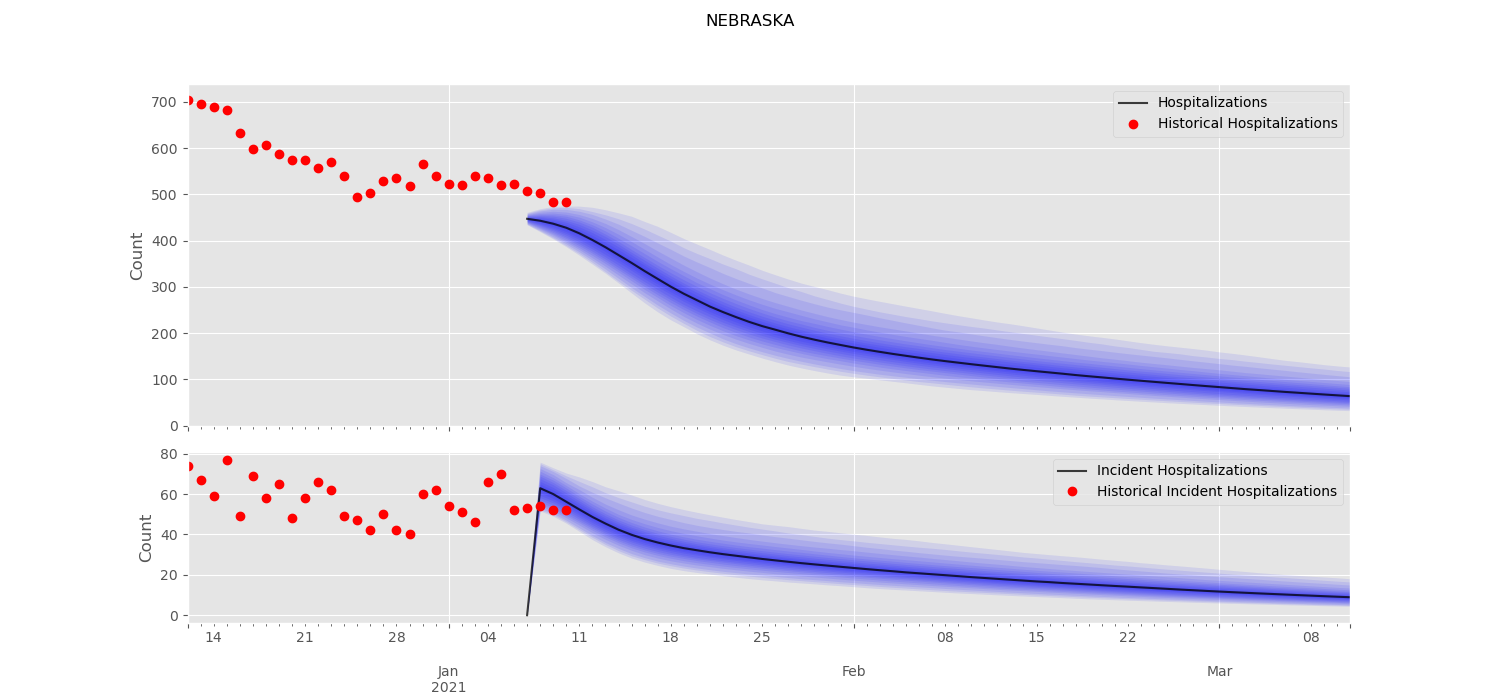 NEBRASKA
700
600
500
400
300
200
100
0
Count
Hospitalizations
Historical Hospitalizations
80
60
40
20
0
Count
Incident Hospitalizations
Historical Incident Hospitalizations
14 21 28 04 11 18 25 08 15 22 08
Jan Feb Mar
2021